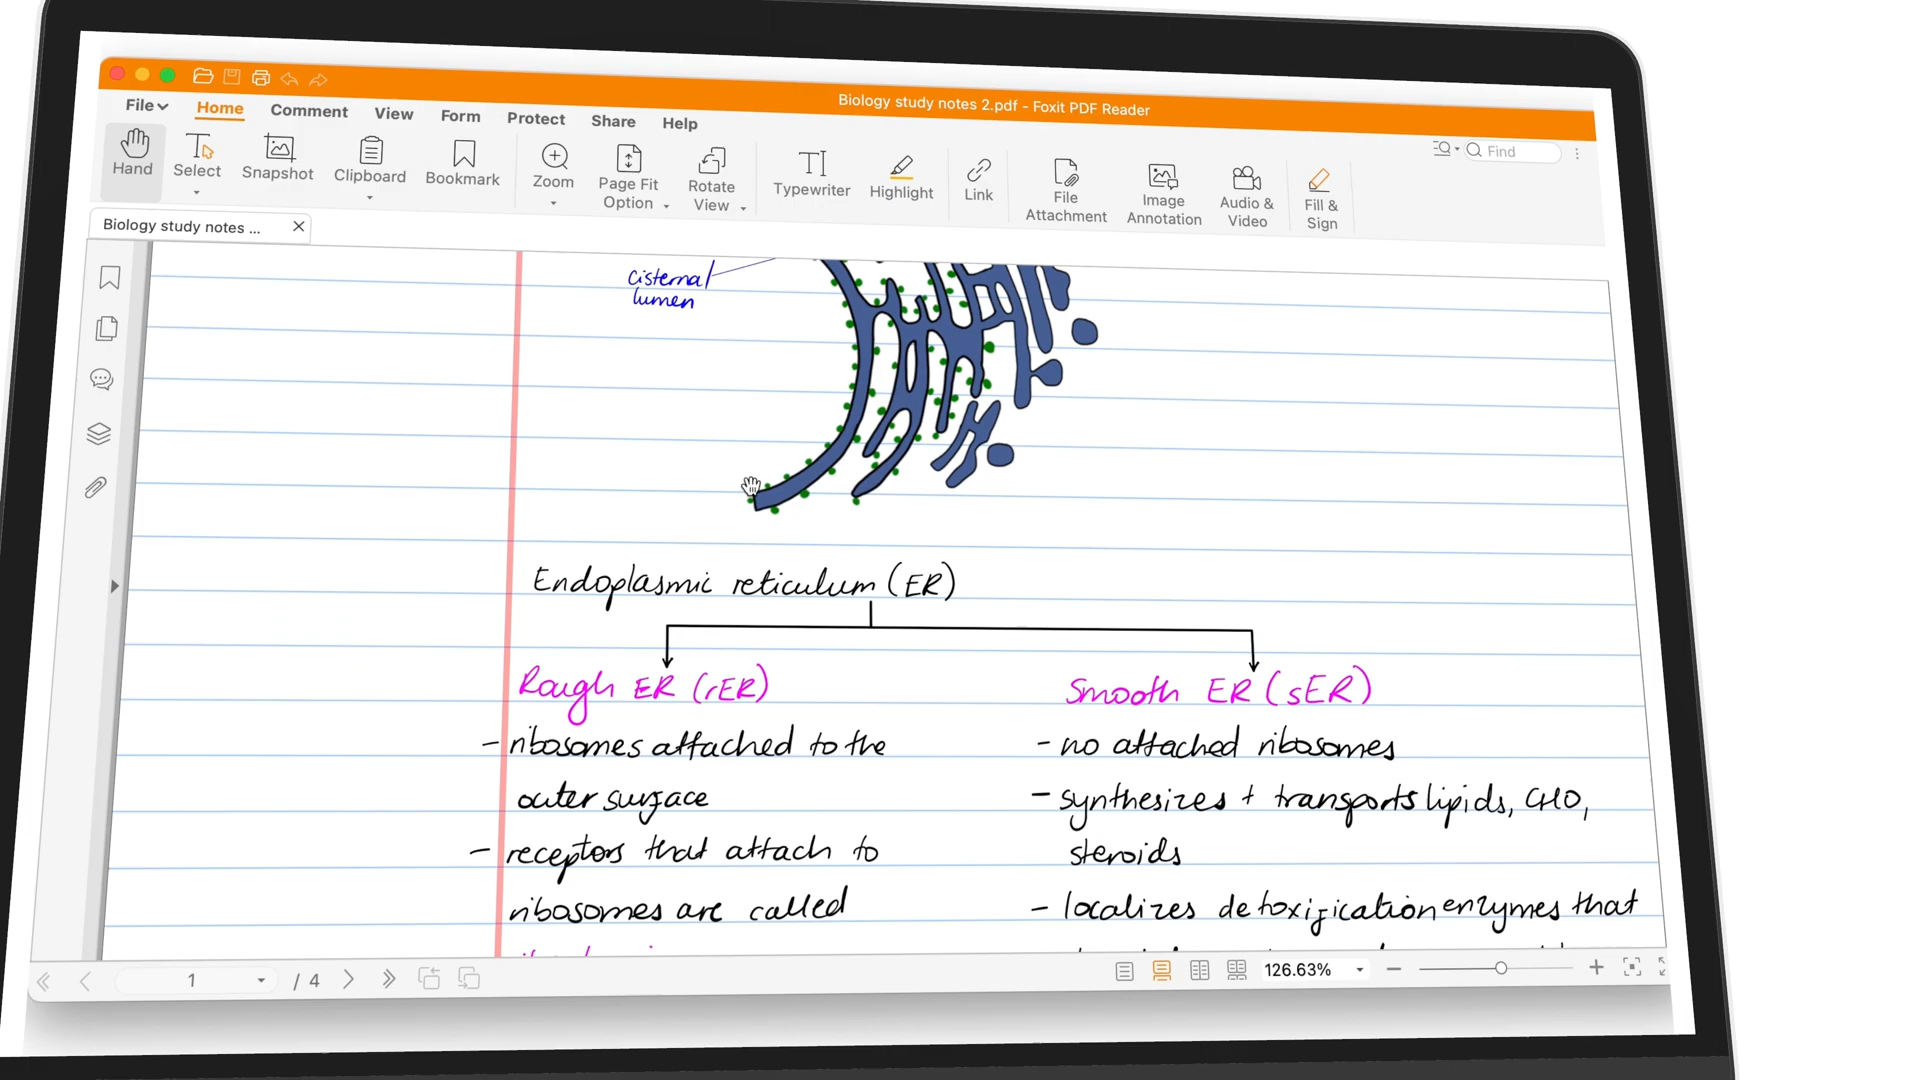 Biology study notes 2.pdf - Foxit PDF Reader
File Home Comment View Form Protect Share Help
Hand Select Snapshot Clipboard Bookmark Zoom Page Fit Option Rotate View Typewriter Highlight Link File Attachment Image Annotation Audio & Video Fill & Sign
Find
Biology study notes ...
Cisternal
lumen
Endoplasmic reticulum (ER)
Rough ER (rER)
- ribosomes attached to the
outer surface
- receptors that attach to
ribosomes are called
Smooth ER (sER)
- no attached ribosomes
- synthesizes + transports lipids, CHO,
steroids
- localizes detoxification enzymes that
1 / 4
126.63%